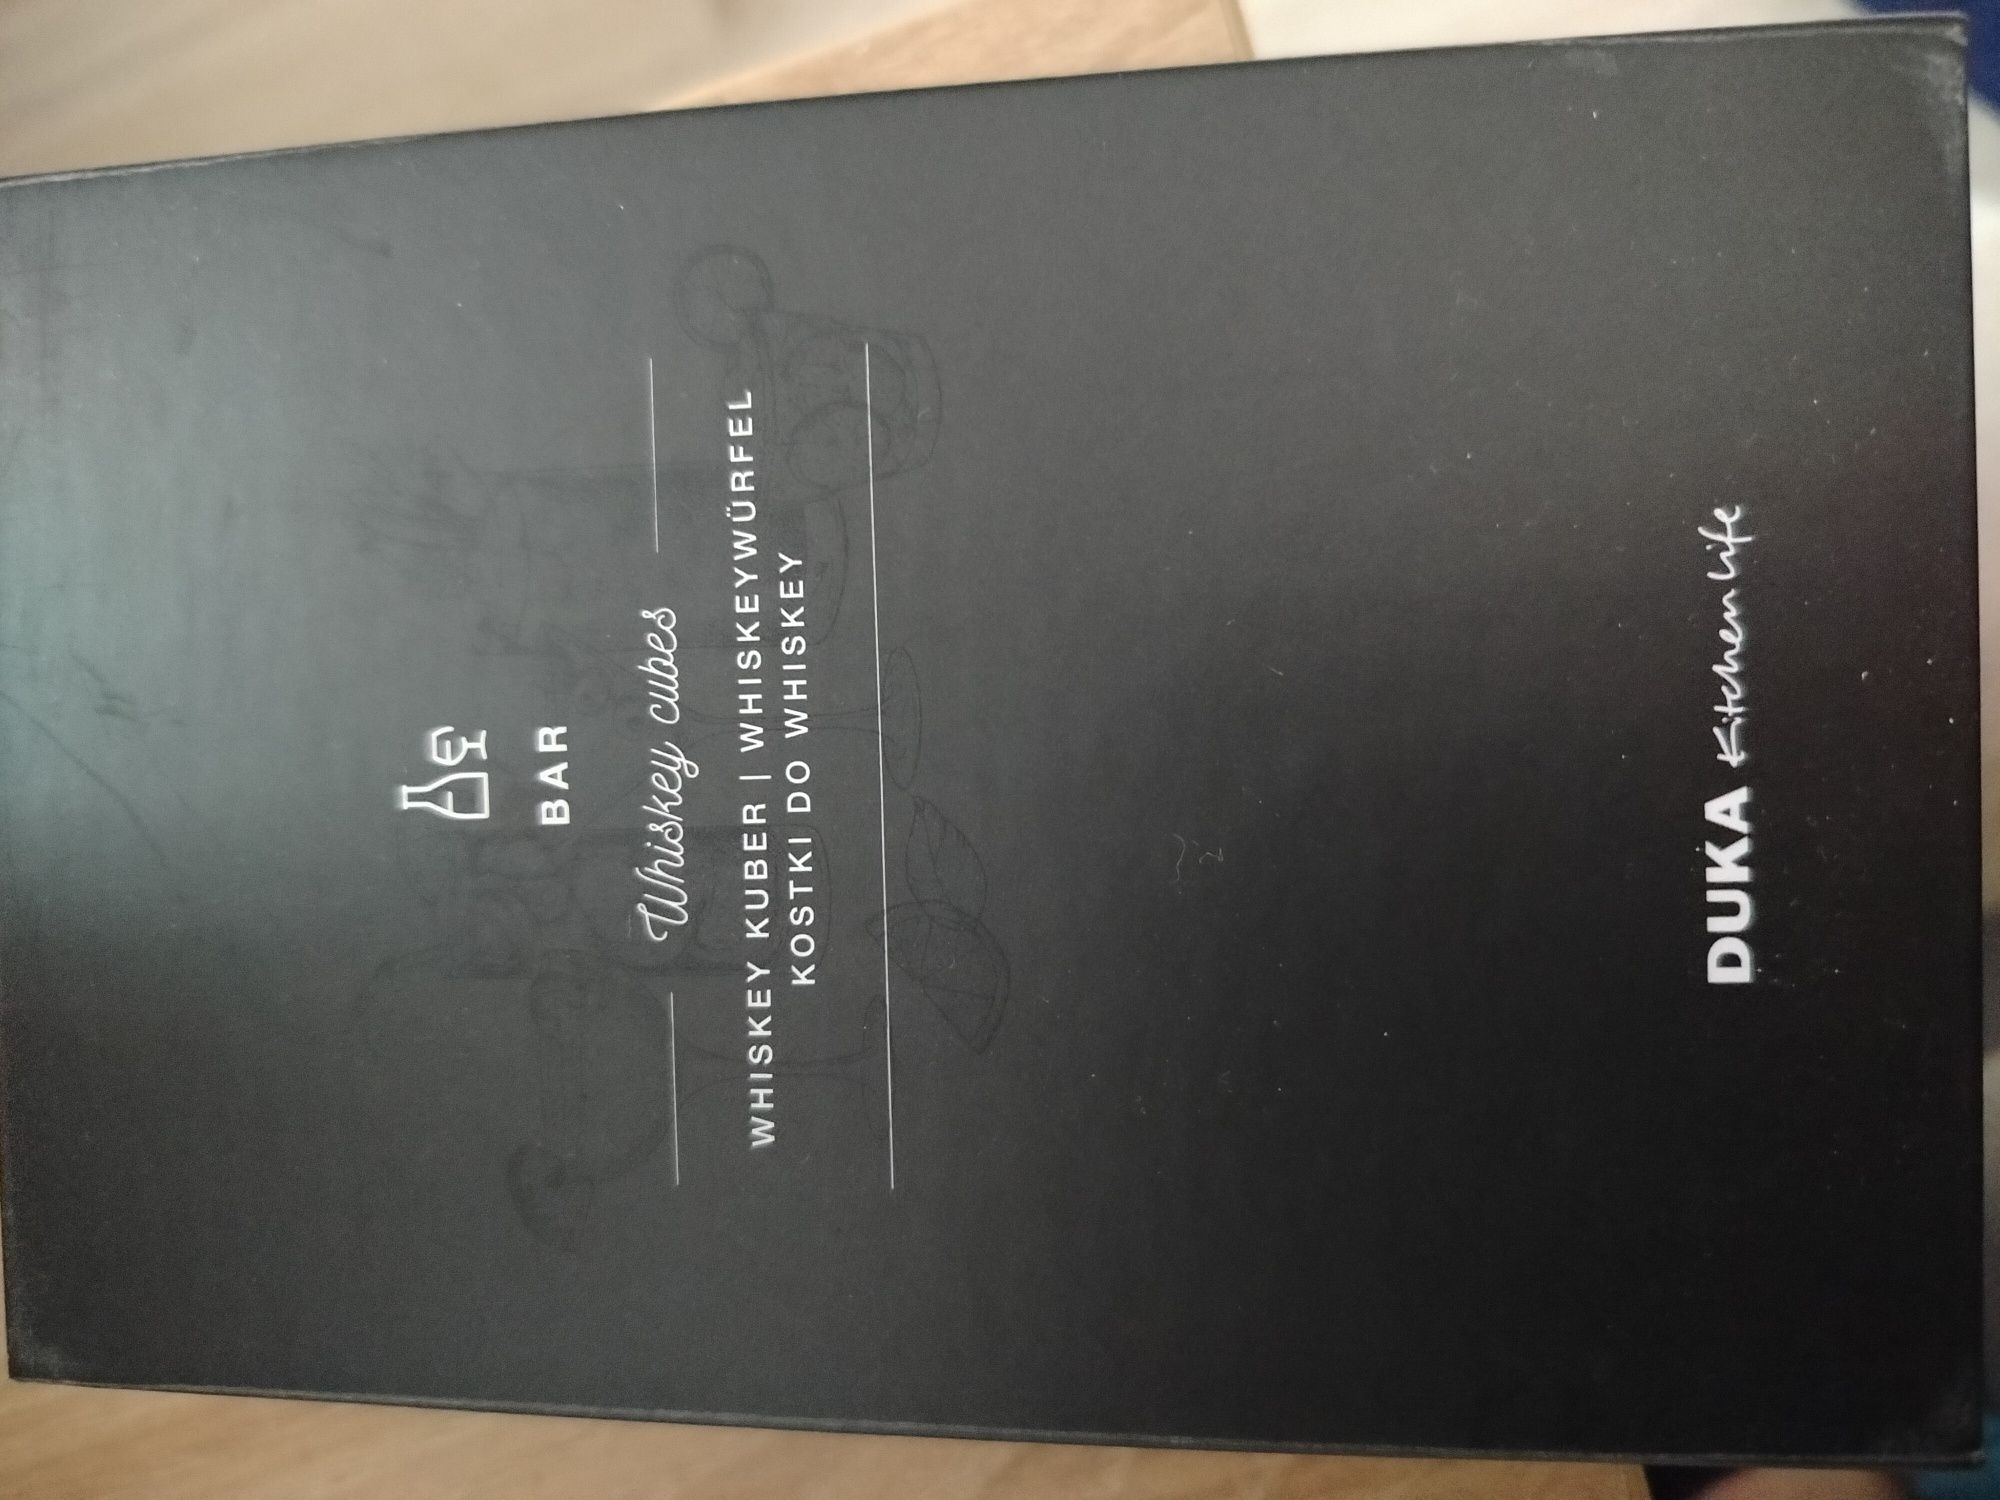 BAR
Whiskey cubes
WHISKEY KUBER | WHISKEYWÜRFEL
KOSTKI DO WHISKEY
DUKA Kitchen life